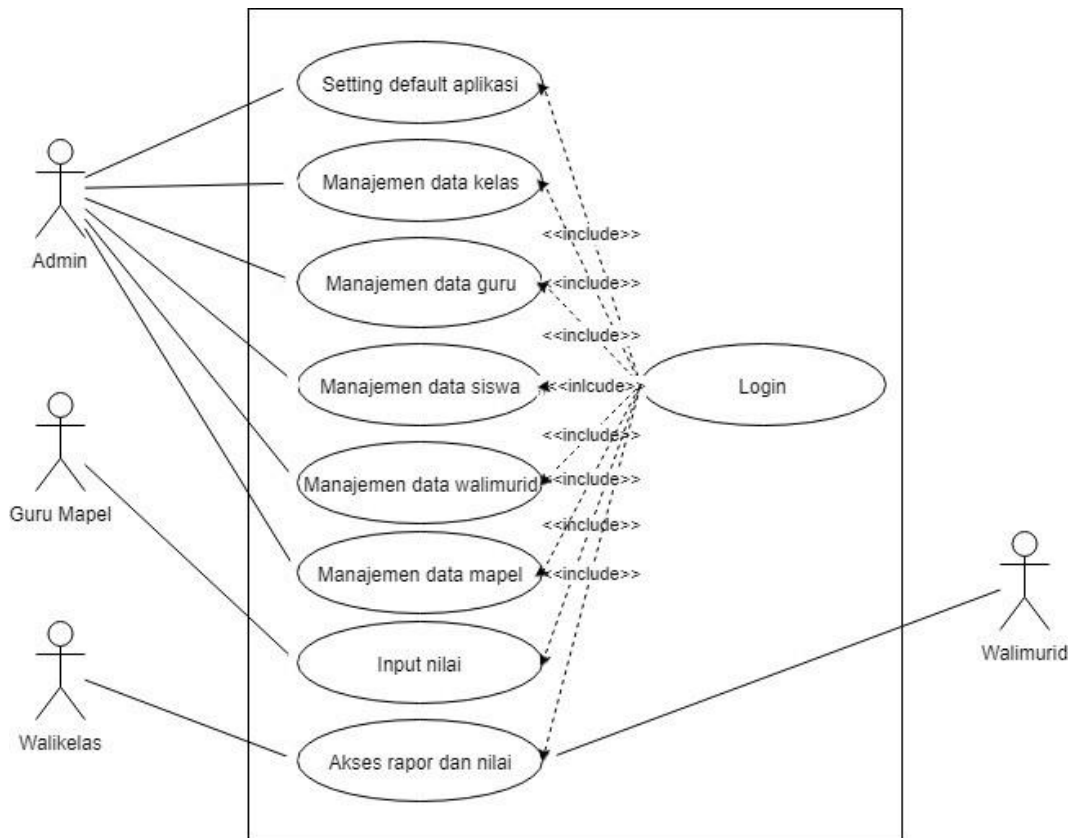 Setting default aplikasi
Manajemen data kelas
<<include>>
Admin
Manajemen data guru
<<include>>
<<include>>
Manajemen data siswa
<<inlcude>>
Login
<<include>>
Manajemen data walimurid
<<include>>
Guru Mapel
<<include>>
Manajemen data mapel
<<include>>
Walimurid
Input nilai
Walikelas
Akses rapor dan nilai